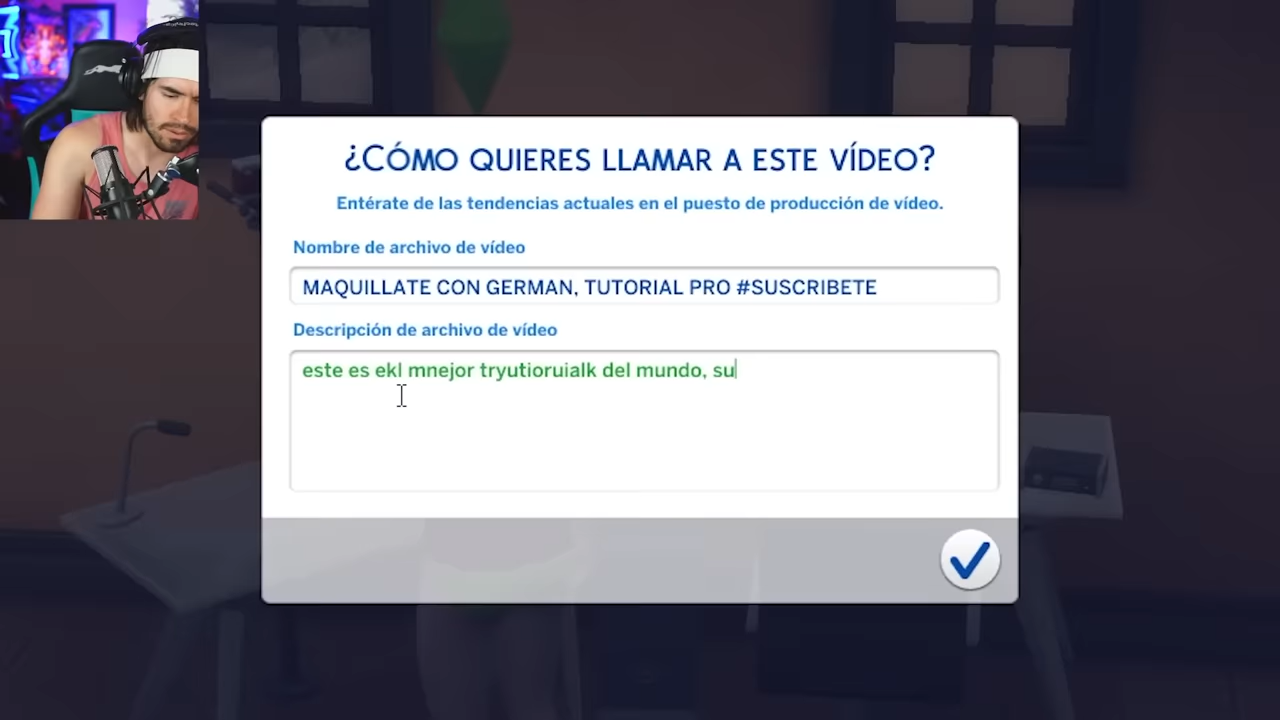 ¿CÓMO QUIERES LLAMAR A ESTE VÍDEO?
Entérate de las tendencias actuales en el puesto de producción de vídeo.
Nombre de archivo de vídeo
MAQUILLATE CON GERMAN, TUTORIAL PRO #SUSCRIBETE
Descripción de archivo de vídeo
este es ekl mnejor tryutioruialk del mundo, su